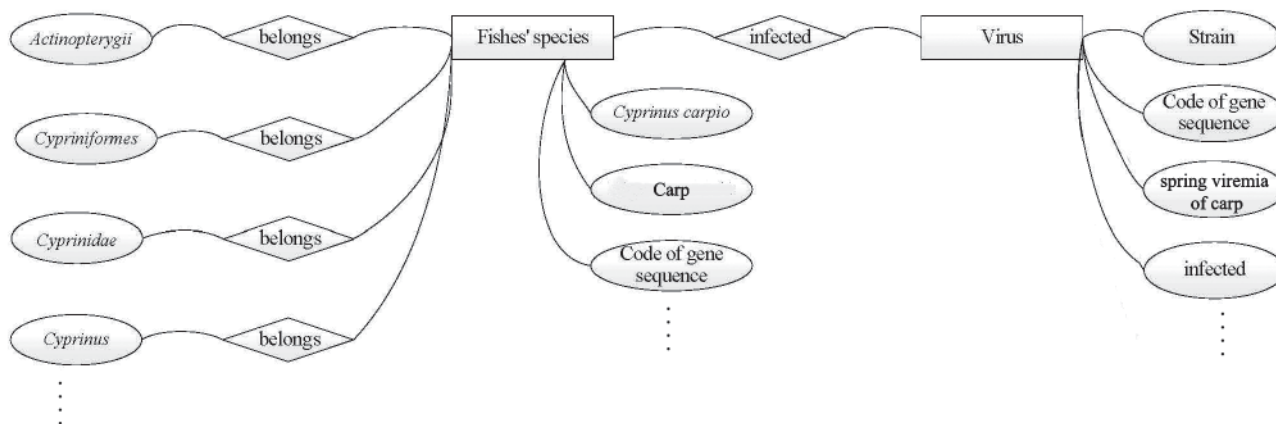 Actinopterygii
belongs
Fishes' species
infected
Virus
Strain
Cypriniformes
belongs
Cyprinus carpio
Code of gene
sequence
Carp
spring viremia
of carp
Cyprinidae
belongs
Code of gene
sequence
infected
Cyprinus
belongs